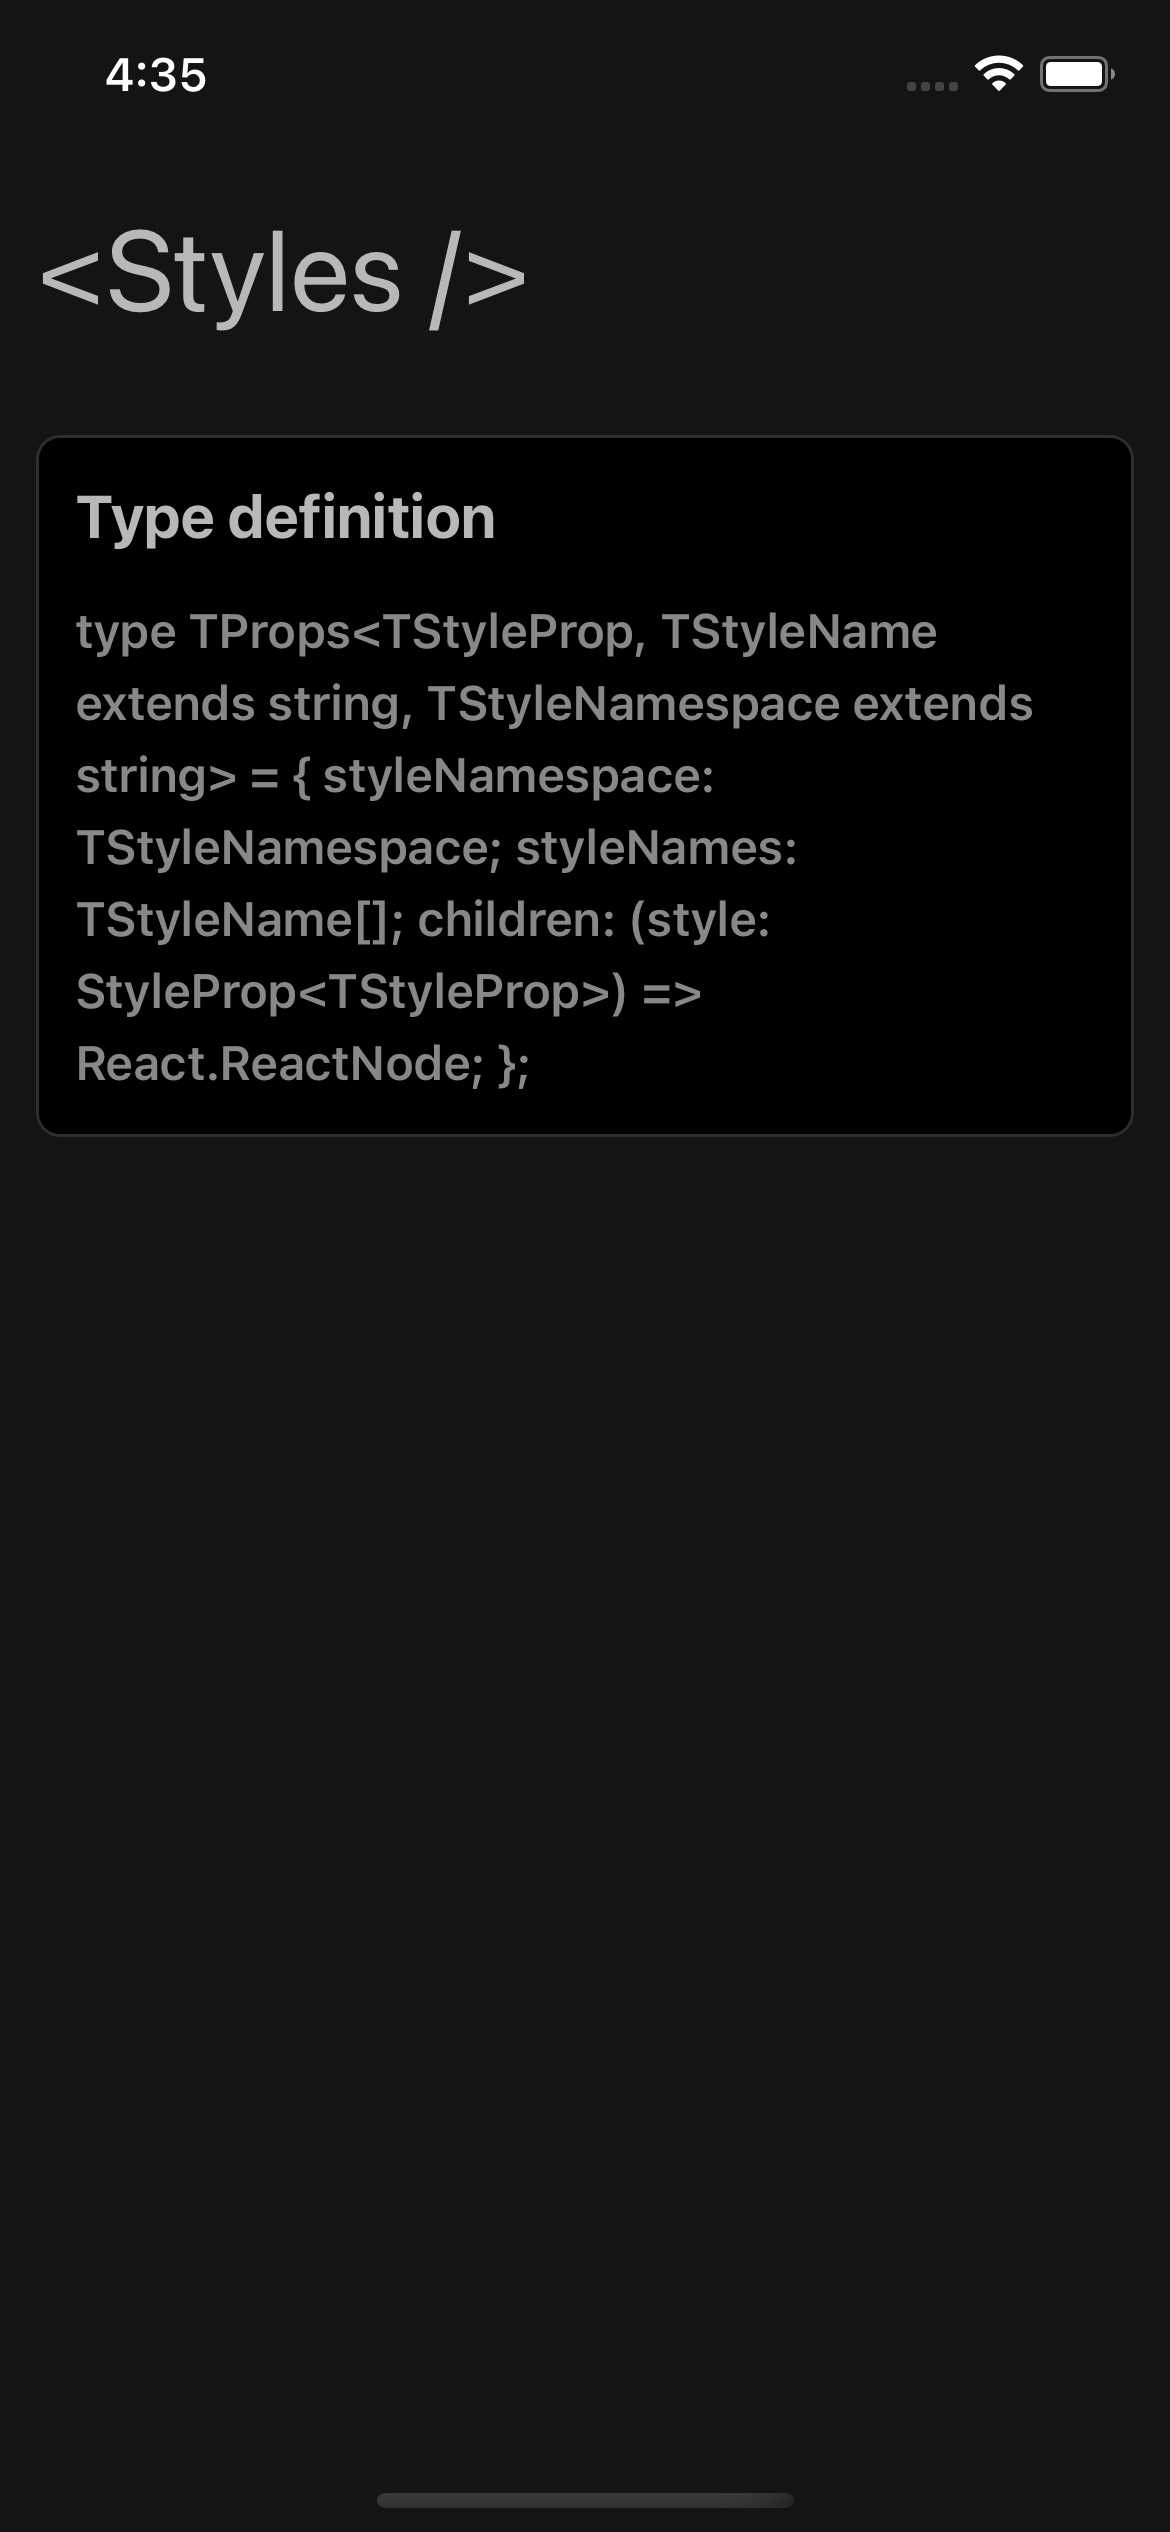 4:35
<Styles />
Type definition
type TProps<TStyleProp, TStyleName
extends string, TStyleNamespace extends
string> = { styleNamespace:
TStyleNamespace; styleNames:
TStyleName[]; children: (style:
StyleProp<TStyleProp>) =>
React.ReactNode; };